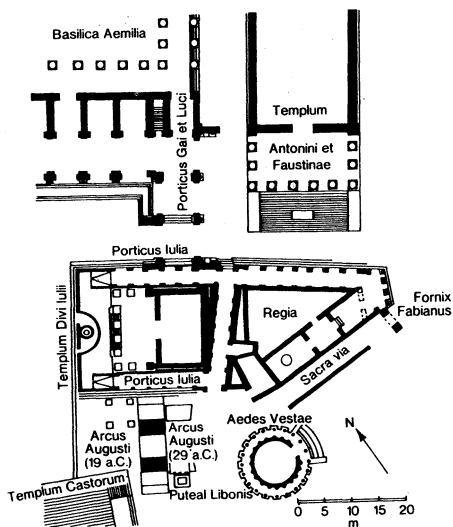 Basilica Aemilia
Porticus Gai et Luci
Templum
Antonini et
Faustinae
Porticus Iulia
Templum Divi Iulii
Regia
Fornix
Fabianus
Porticus Iulia
Sacra via
Arcus
Augusti
(19 a.C.)
Arcus
Augusti
(29 a.C.)
Aedes Vestae
N
Templum Castorum
Puteal Libonis
0 5 10 15 20
m